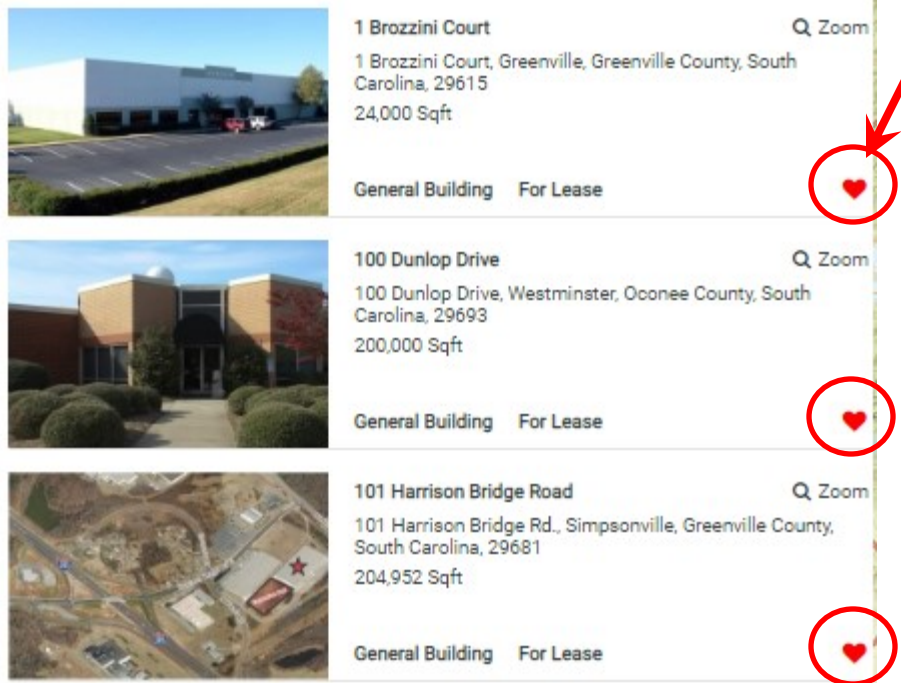 1 Brozzini Court
Zoom
1 Brozzini Court, Greenville, Greenville County, South
Carolina, 29615
24,000 Sqft
General Building For Lease
100 Dunlop Drive
Zoom
100 Dunlop Drive, Westminster, Oconee County, South
Carolina, 29693
200,000 Sqft
General Building For Lease
101 Harrison Bridge Road
Zoom
101 Harrison Bridge Rd., Simpsonville, Greenville County,
South Carolina, 29681
204,952 Sqft
General Building For Lease